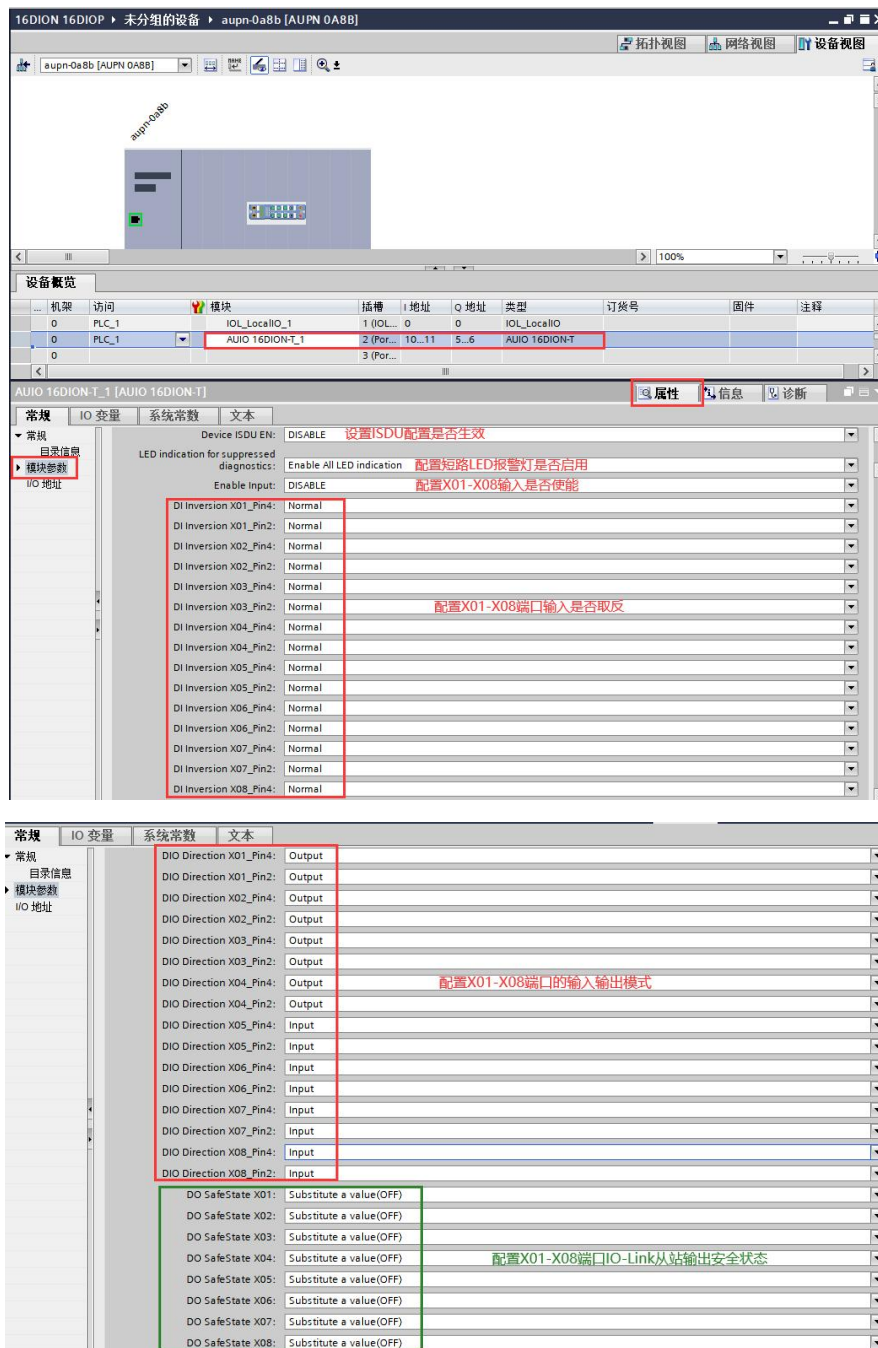 16DION 16DIOP ▸ 未分组的设备 ▸ aupn-0a8b [AUPN 0A8B]
拓扑视图 网络视图 设备视图
aupn-0a8b [AUPN 0A8B]
aupn-0a8b
100%
设备概览
... 机架 访问 模块 插槽 I 地址 Q 地址 类型 订货号 固件 注释
0 PLC_1 IOL_LocalIO_1 1 (IOL... 0 0 IOL_LocalIO
0 PLC_1 AUIO 16DION-T_1 2 (Por... 10...11 5...6 AUIO 16DION-T
0 3 (Por...
AUIO 16DION-T_1 [AUIO 16DION-T] 属性 信息 诊断
常规 IO 变量 系统常数 文本
常规
目录信息
模块参数
I/O 地址
Device ISDU EN: DISABLE 设置ISDU配置是否生效
LED indication for suppressed
diagnostics: Enable All LED indication 配置短路LED报警灯是否启用
Enable Input: DISABLE 配置X01-X08输入是否使能
DI Inversion X01_Pin4: Normal
DI Inversion X01_Pin2: Normal
DI Inversion X02_Pin4: Normal
DI Inversion X02_Pin2: Normal
DI Inversion X03_Pin4: Normal
DI Inversion X03_Pin2: Normal 配置X01-X08端口输入是否取反
DI Inversion X04_Pin4: Normal
DI Inversion X04_Pin2: Normal
DI Inversion X05_Pin4: Normal
DI Inversion X05_Pin2: Normal
DI Inversion X06_Pin4: Normal
DI Inversion X06_Pin2: Normal
DI Inversion X07_Pin4: Normal
DI Inversion X07_Pin2: Normal
DI Inversion X08_Pin4: Normal
常规 IO 变量 系统常数 文本
常规
目录信息
模块参数
I/O 地址
DIO Direction X01_Pin4: Output
DIO Direction X01_Pin2: Output
DIO Direction X02_Pin4: Output
DIO Direction X02_Pin2: Output
DIO Direction X03_Pin4: Output
DIO Direction X03_Pin2: Output
DIO Direction X04_Pin4: Output 配置X01-X08端口的输入输出模式
DIO Direction X04_Pin2: Output
DIO Direction X05_Pin4: Input
DIO Direction X05_Pin2: Input
DIO Direction X06_Pin4: Input
DIO Direction X06_Pin2: Input
DIO Direction X07_Pin4: Input
DIO Direction X07_Pin2: Input
DIO Direction X08_Pin4: Input
DIO Direction X08_Pin2: Input
DO SafeState X01: Substitute a value(OFF)
DO SafeState X02: Substitute a value(OFF)
DO SafeState X03: Substitute a value(OFF)
DO SafeState X04: Substitute a value(OFF) 配置X01-X08端口IO-Link从站输出安全状态
DO SafeState X05: Substitute a value(OFF)
DO SafeState X06: Substitute a value(OFF)
DO SafeState X07: Substitute a value(OFF)
DO SafeState X08: Substitute a value(OFF)